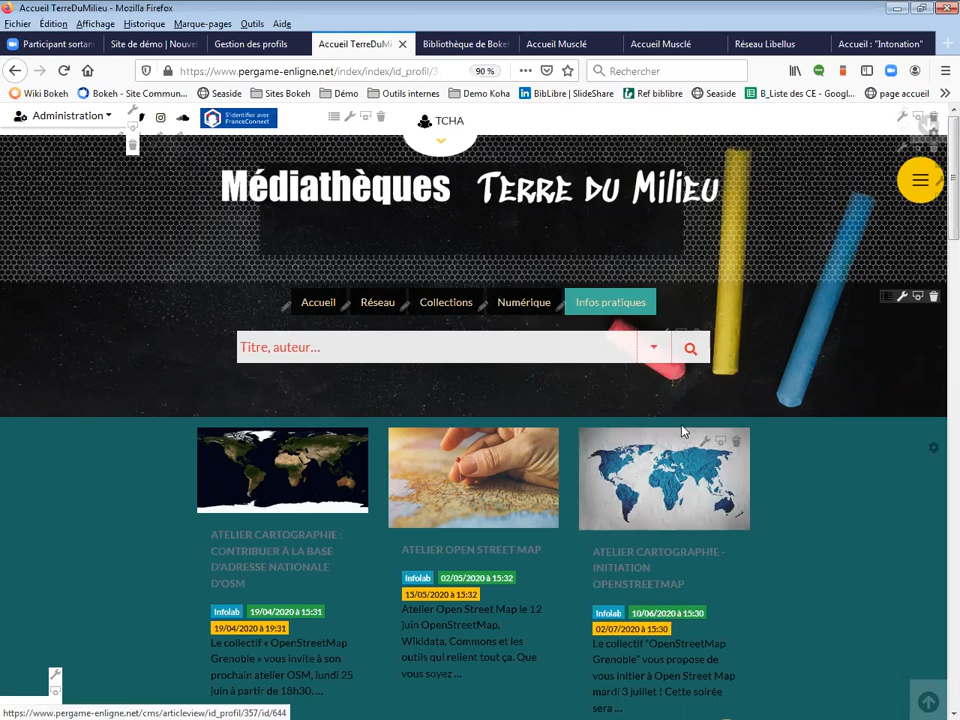 Accueil TerreDuMilieu - Mozilla Firefox
Fichier Édition Affichage Historique Marque-pages Outils Aide
Participant sortan
Site de démo | Nouvel
Gestion des profils
Accueil TerreDuMi
Bibliothèque de Boke
Accueil Musclé
Accueil Musclé
Réseau Libellus
Accueil : "Intonation"
https://www.pergame-enligne.net/index/index/id_profil/3
90 %
Rechercher
Wiki Bokeh
Bokeh - Site Commun...
Seaside
Sites Bokeh
Démo
Outils internes
Demo Koha
BibLibre | SlideShare
Ref biblibre
Seaside
B_Liste des CE - Googl...
page accueil
Administration
S'identifier avec
FranceConnect
TCHA
Médiathèques Terre du Milieu
Accueil
Réseau
Collections
Numérique
Infos pratiques
Titre, auteur...
ATELIER CARTOGRAPHIE :
CONTRIBUER À LA BASE
D'ADRESSE NATIONALE
D'OSM
Infolab 19/04/2020 à 15:31
19/04/2020 à 19:31
Le collectif « OpenStreetMap
Grenoble » vous invite à son
prochain atelier OSM, lundi 25
juin à partir de 18h30. ...
ATELIER OPEN STREET MAP
Infolab 02/05/2020 à 15:32
15/05/2020 à 15:32
Atelier Open Street Map le 12
juin OpenStreetMap,
Wikidata, Commons et les
outils qui relient tout ça. Que
vous soyez ...
ATELIER CARTOGRAPHIE -
INITIATION
OPENSTREETMAP
Infolab 10/06/2020 à 15:30
02/07/2020 à 15:30
Le collectif "OpenStreetMap
Grenoble" vous propose de
vous initier à Open Street Map
mardi 3 juillet ! Cette soirée
sera ...
https://www.pergame-enligne.net/cms/articleview/id_profil/357/id/644